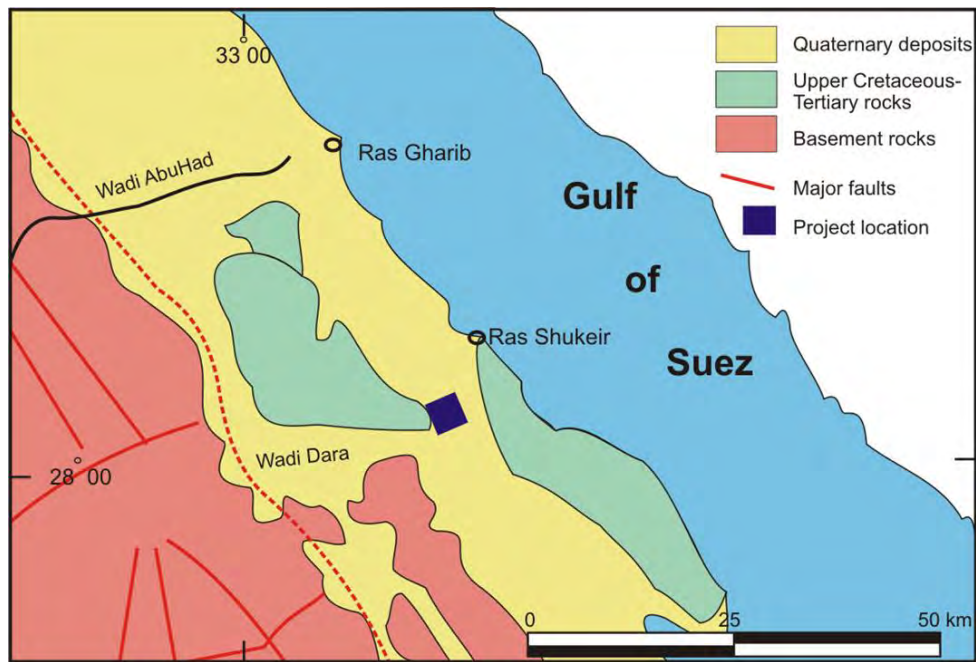 33°00
Quaternary deposits
Upper Cretaceous-
Tertiary rocks
Basement rocks
Major faults
Project location
Ras Gharib
Wadi AbuHad
Gulf
of
Suez
Ras Shukeir
Wadi Dara
28°00
0 25 50 km